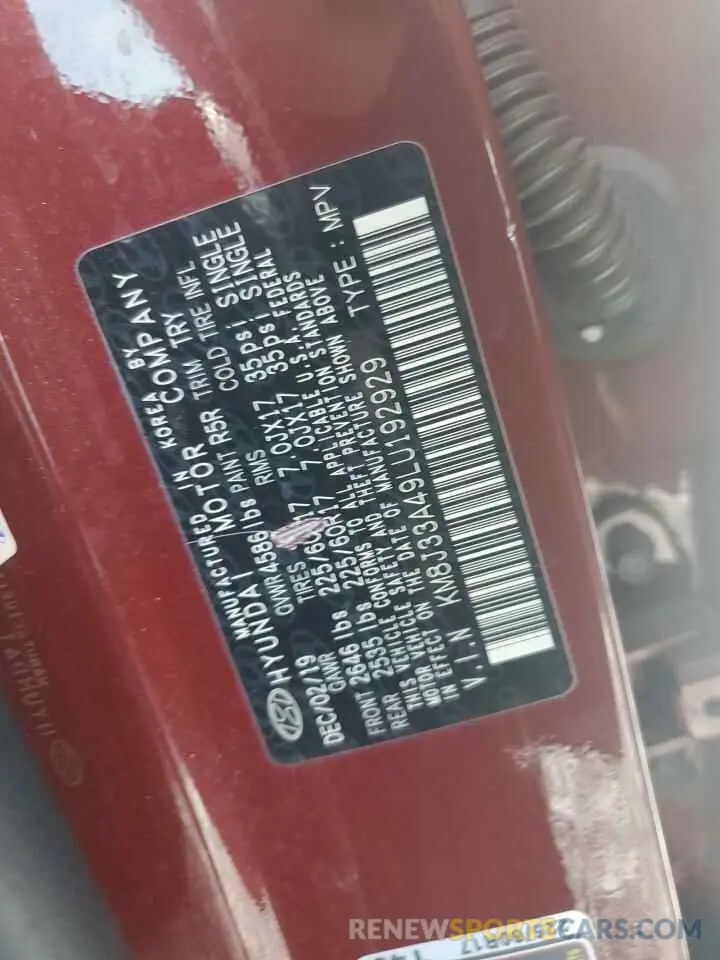 MANUFACTURED IN KOREA BY
HYUNDAI MOTOR COMPANY
DEC/02/19 GVWR 4586 lbs PAINT R5R TRIM TRY
GAWR TIRES RMS COLD TIRE INFL
FRONT 2646 lbs 225/60R17 7.0JX17 35psi SINGLE
REAR 2535 lbs 225/60R17 7.0JX17 35psi SINGLE
THIS VEHICLE CONFORMS TO ALL APPLICABLE U.S.A. FEDERAL
MOTOR VEHICLE SAFETY AND THEFT PREVENTION STANDARDS
IN EFFECT ON THE DATE OF MANUFACTURE SHOWN ABOVE
V.I.N KM8J33A49LU192929 TYPE : MPV
RENEWSPORTSCARS.COM